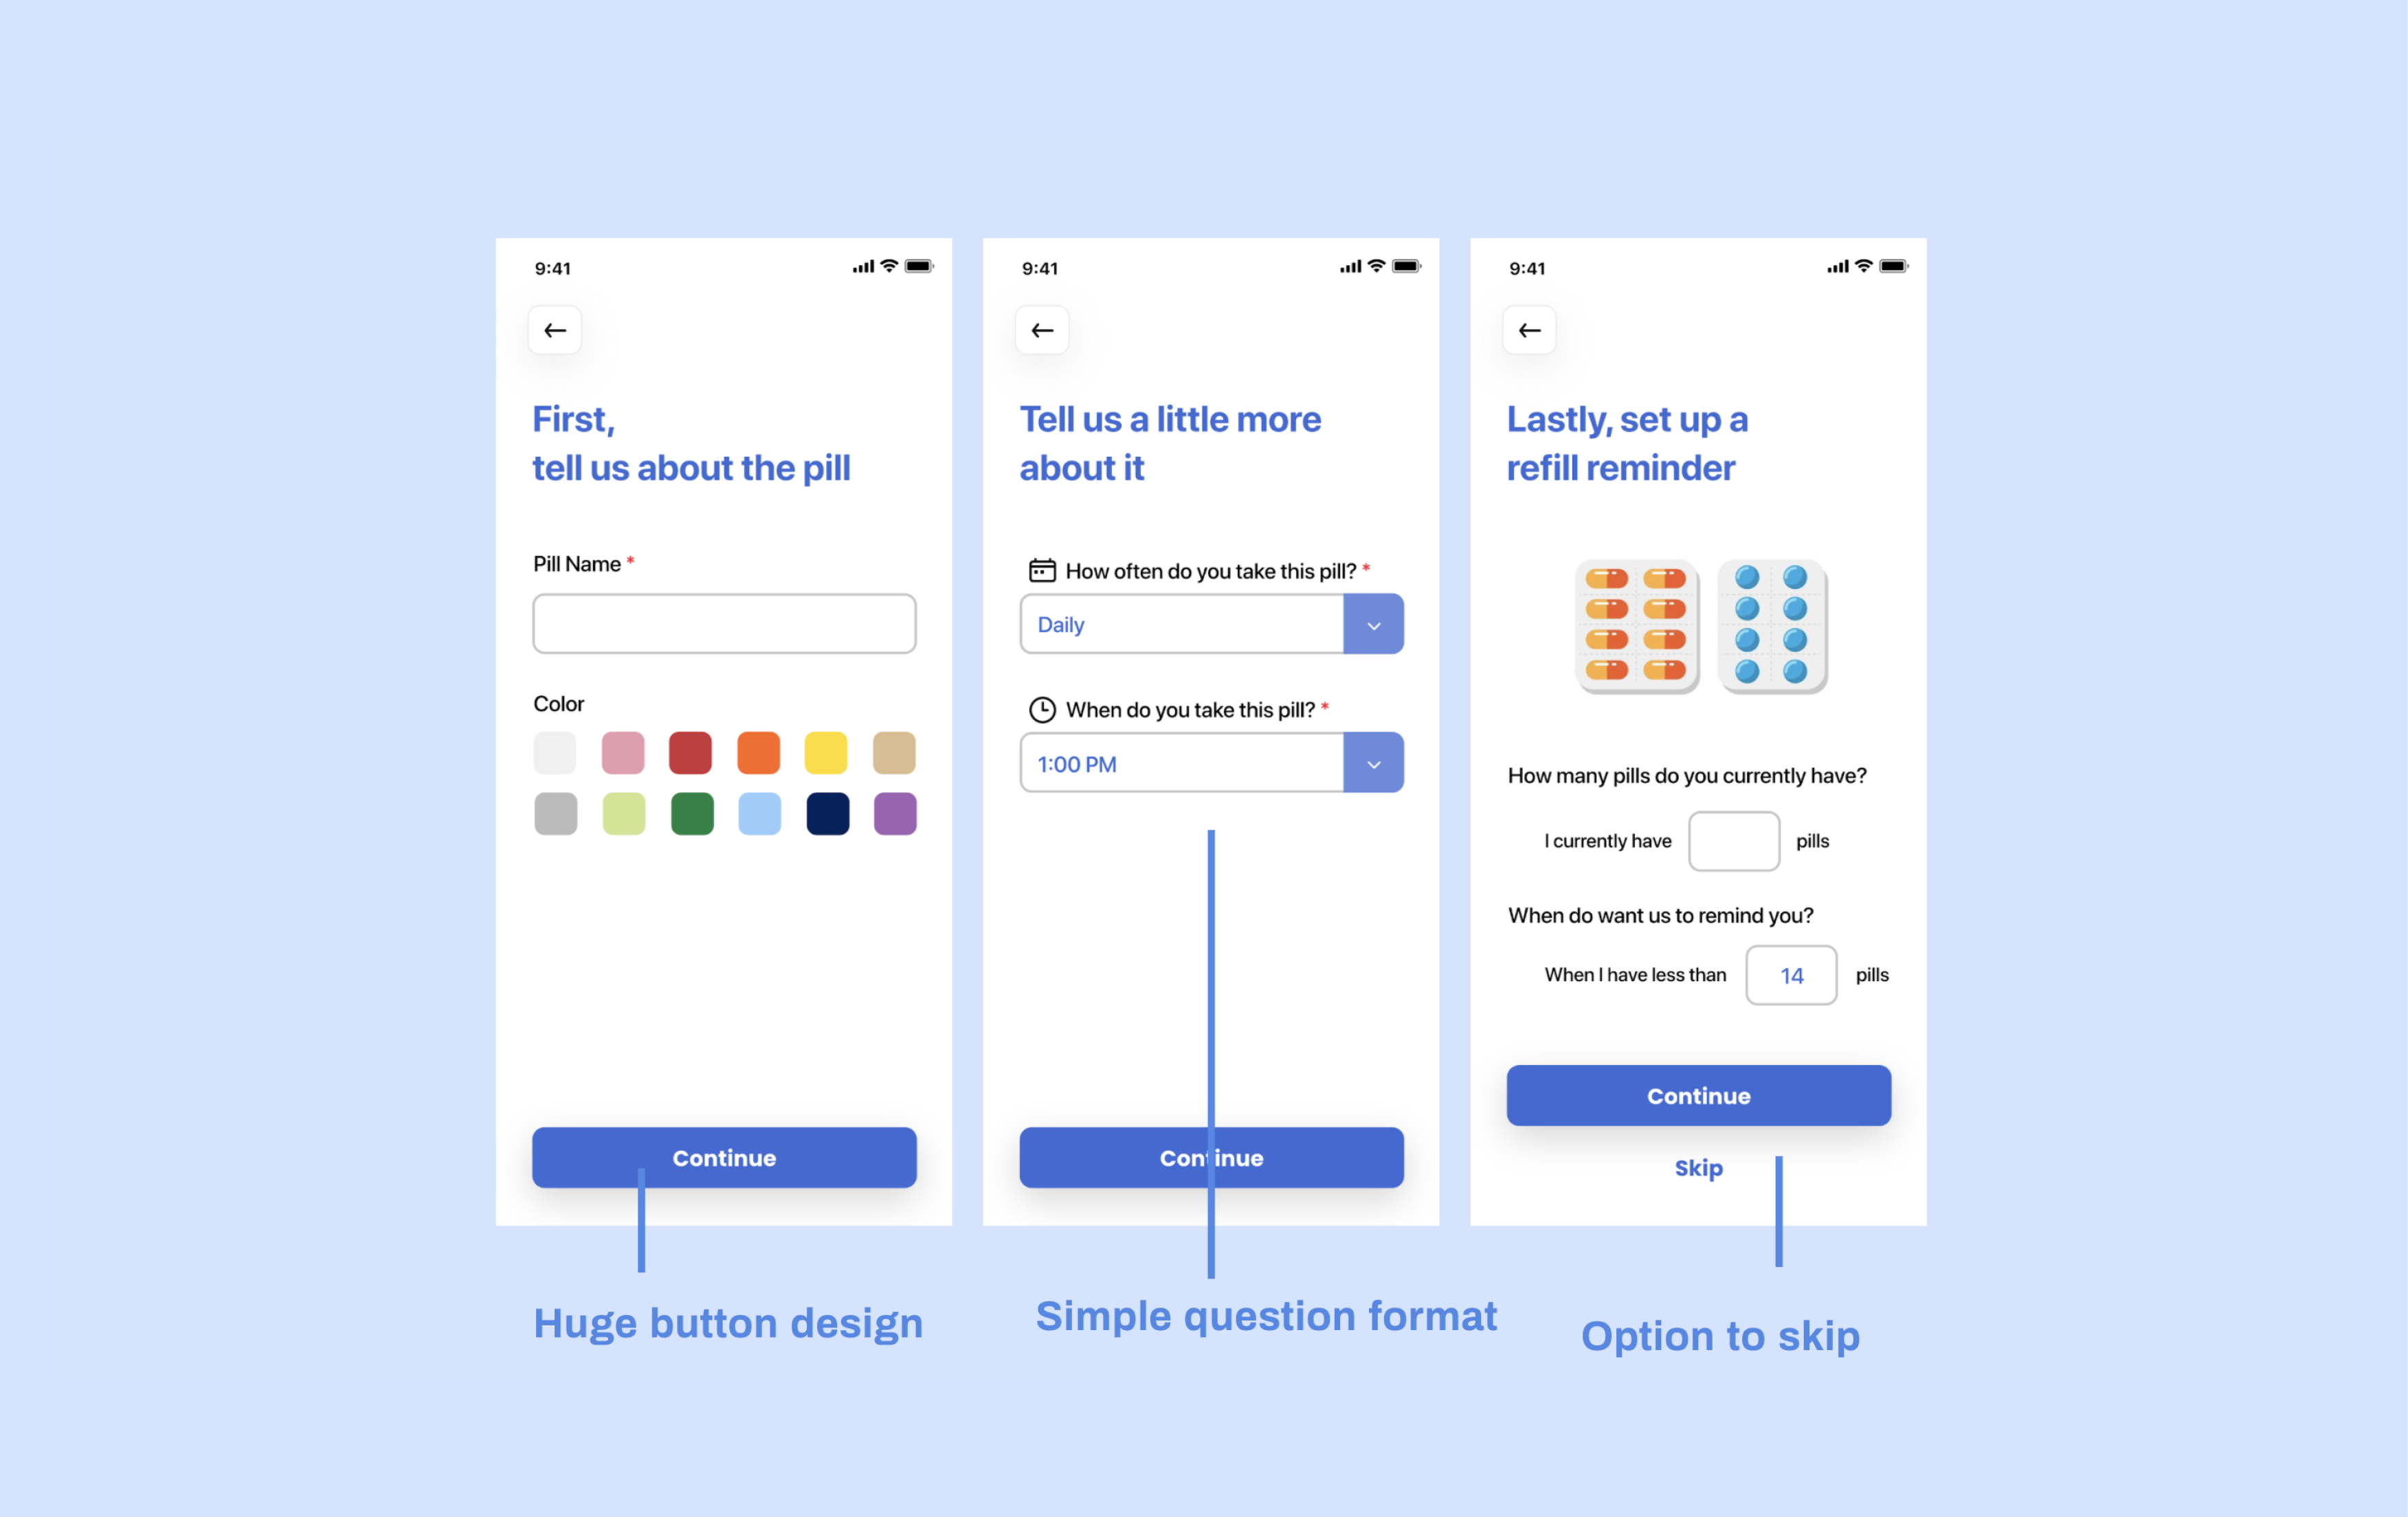 9:41
First,
tell us about the pill
Pill Name *
Color
Continue
Huge button design
9:41
Tell us a little more
about it
How often do you take this pill? *
Daily
When do you take this pill? *
1:00 PM
Continue
Simple question format
9:41
Lastly, set up a
refill reminder
How many pills do you currently have?
I currently have pills
When do want us to remind you?
When I have less than 14 pills
Continue
Skip
Option to skip